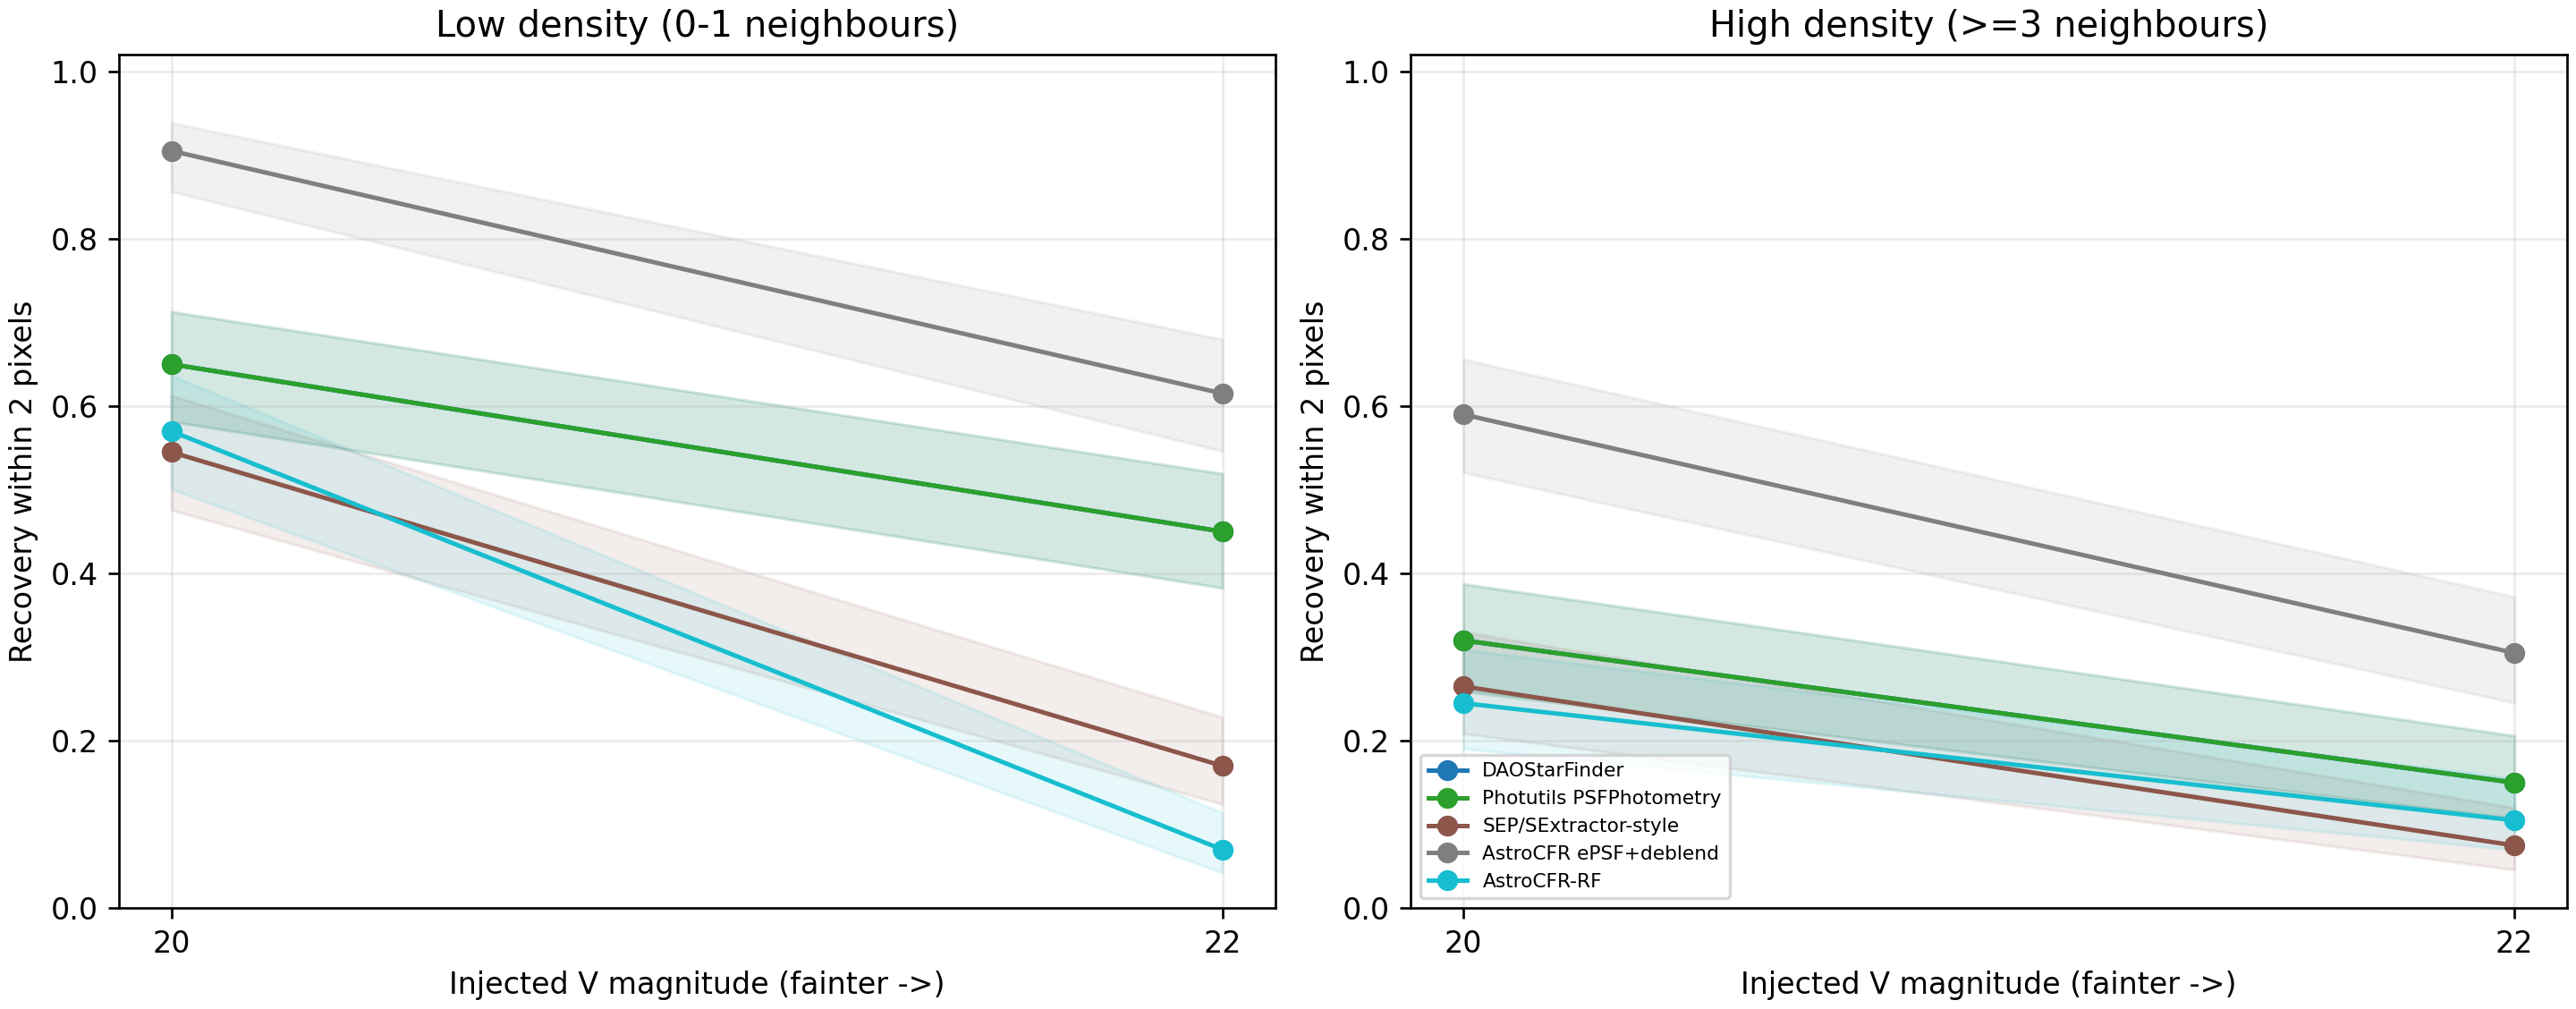 Low density (0-1 neighbours)
Recovery within 2 pixels
1.0
0.8
0.6
0.4
0.2
0.0
20
22
Injected V magnitude (fainter ->)
High density (>=3 neighbours)
Recovery within 2 pixels
1.0
0.8
0.6
0.4
0.2
0.0
DAOStarFinder
Photutils PSFPhotometry
SEP/SExtractor-style
AstroCFR ePSF+deblend
AstroCFR-RF
20
22
Injected V magnitude (fainter ->)